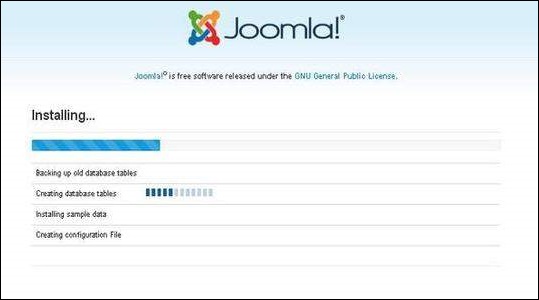 Joomla!®
Joomla!® is free software released under the GNU General Public License.
Installing...
Backing up old database tables
Creating database tables
Installing sample data
Creating configuration File